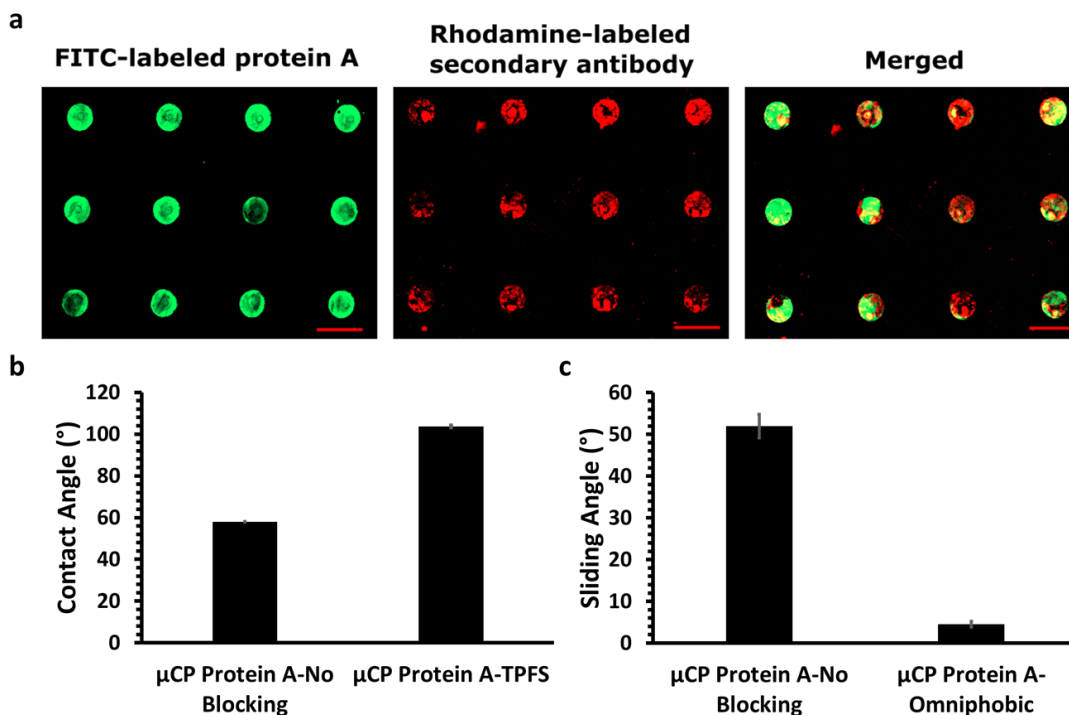 a
FITC-labeled protein A
Rhodamine-labeled
secondary antibody
Merged
b
Contact Angle (°)
120
100
80
60
40
20
0
µCP Protein A-No
Blocking
µCP Protein A-TPFS
c
Sliding Angle (°)
60
50
40
30
20
10
0
µCP Protein A-No
Blocking
µCP Protein A-
Omniphobic